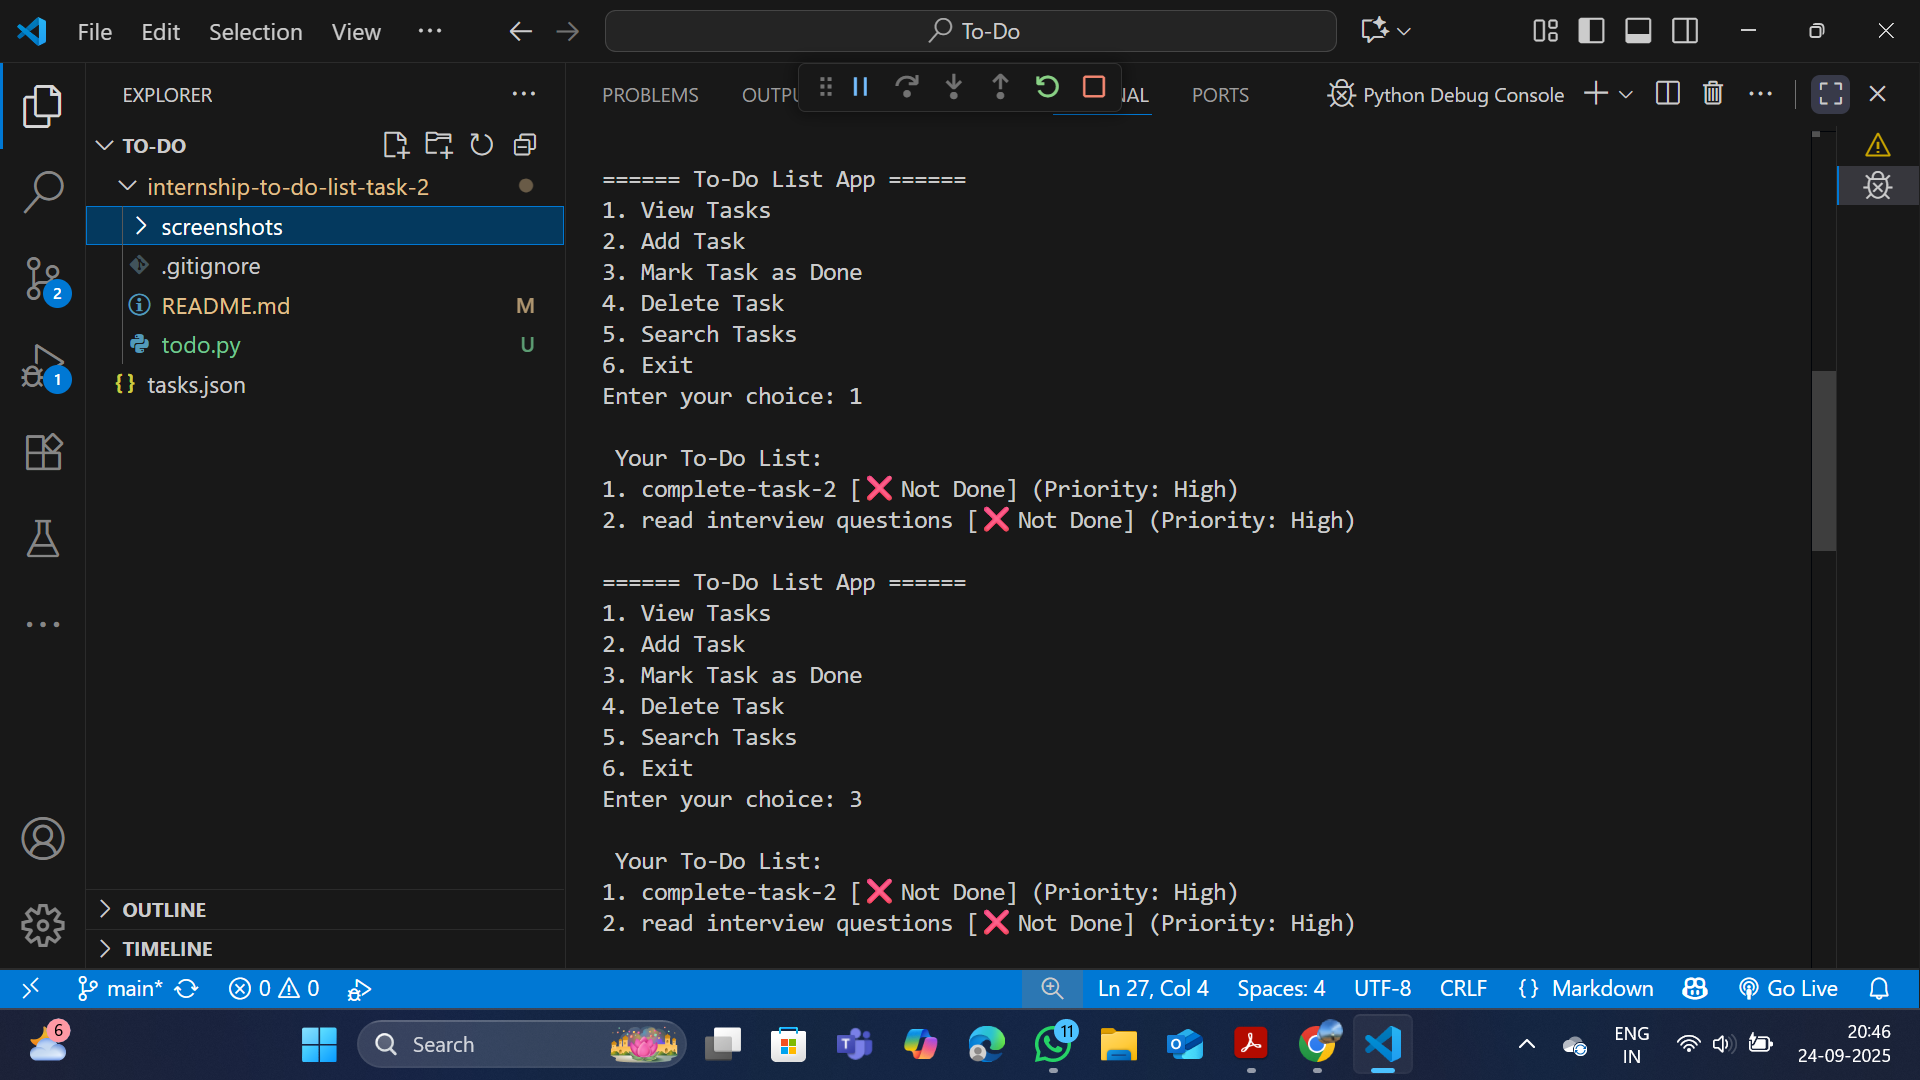 File Edit Selection View ··· To-Do
EXPLORER
TO-DO
internship-to-do-list-task-2
screenshots
.gitignore
README.md M
todo.py U
{} tasks.json
OUTLINE
TIMELINE
2
1
PROBLEMS OUTPU NAL PORTS Python Debug Console
====== To-Do List App ======
1. View Tasks
2. Add Task
3. Mark Task as Done
4. Delete Task
5. Search Tasks
6. Exit
Enter your choice: 1
Your To-Do List:
1. complete-task-2 [❌ Not Done] (Priority: High)
2. read interview questions [❌ Not Done] (Priority: High)
====== To-Do List App ======
1. View Tasks
2. Add Task
3. Mark Task as Done
4. Delete Task
5. Search Tasks
6. Exit
Enter your choice: 3
Your To-Do List:
1. complete-task-2 [❌ Not Done] (Priority: High)
2. read interview questions [❌ Not Done] (Priority: High)
main* 0 0 Ln 27, Col 4 Spaces: 4 UTF-8 CRLF {} Markdown Go Live
6 Search 11 ENG 20:46
IN 24-09-2025